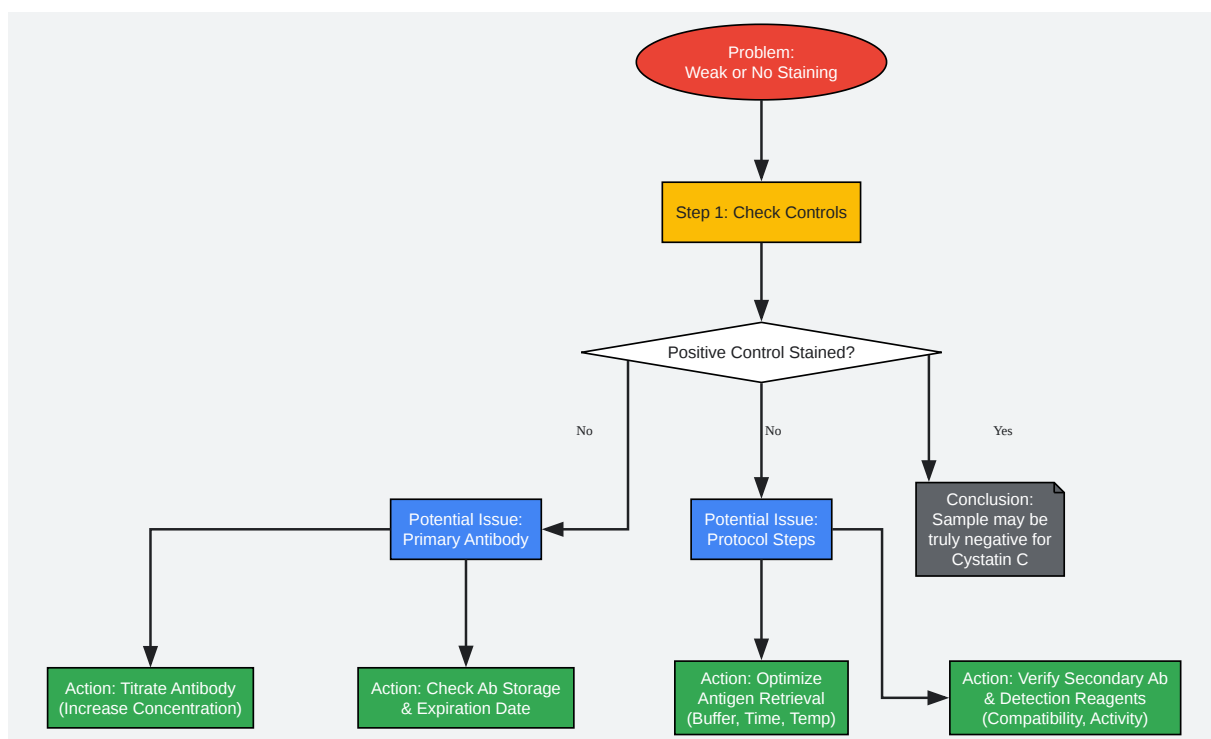 Problem:
Weak or No Staining
Step 1: Check Controls
Positive Control Stained?
No
No
Yes
Potential Issue:
Primary Antibody
Potential Issue:
Protocol Steps
Conclusion:
Sample may be
truly negative for
Cystatin C
Action: Titrate Antibody
(Increase Concentration)
Action: Check Ab Storage
& Expiration Date
Action: Optimize
Antigen Retrieval
(Buffer, Time, Temp)
Action: Verify Secondary Ab
& Detection Reagents
(Compatibility, Activity)